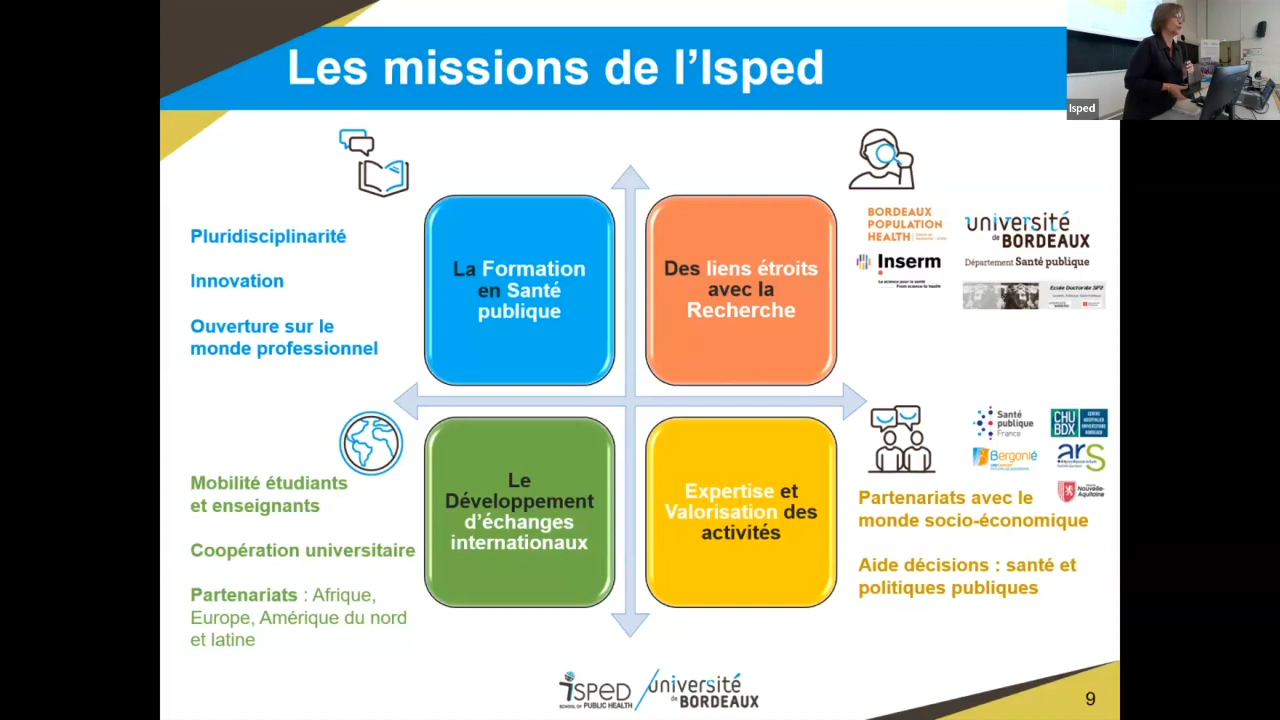 Les missions de l'Isped
Isped
Pluridisciplinarité
Innovation
Ouverture sur le
monde professionnel
La Formation
en Santé
publique
Des liens étroits
avec la
Recherche
BORDEAUX
POPULATION
HEALTH
Inserm
La science pour la santé
From science to health
université
de BORDEAUX
Département Santé publique
Ecole Doctorale SP2
Mobilité étudiants
et enseignants
Coopération universitaire
Partenariats : Afrique,
Europe, Amérique du nord
et latine
Le
Développement
d'échanges
internationaux
Expertise et
Valorisation des
activités
Santé
publique
France
CHU
BDX
CENTRE
HOSPITALIER
UNIVERSITAIRE
BORDEAUX
Bergonié
ars
Nouvelle-
Aquitaine
Partenariats avec le
monde socio-économique
Aide décisions : santé et
politiques publiques
isped
SCHOOL OF PUBLIC HEALTH
université
de BORDEAUX
9